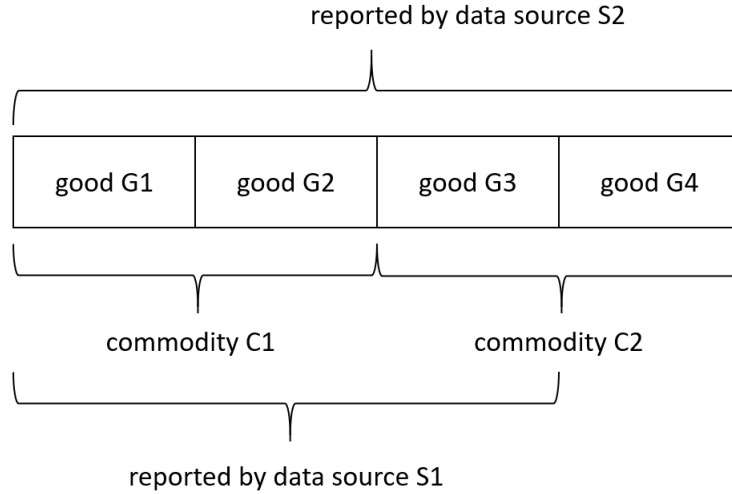 reported by data source S2
good G1 good G2 good G3 good G4
commodity C1 commodity C2
reported by data source S1